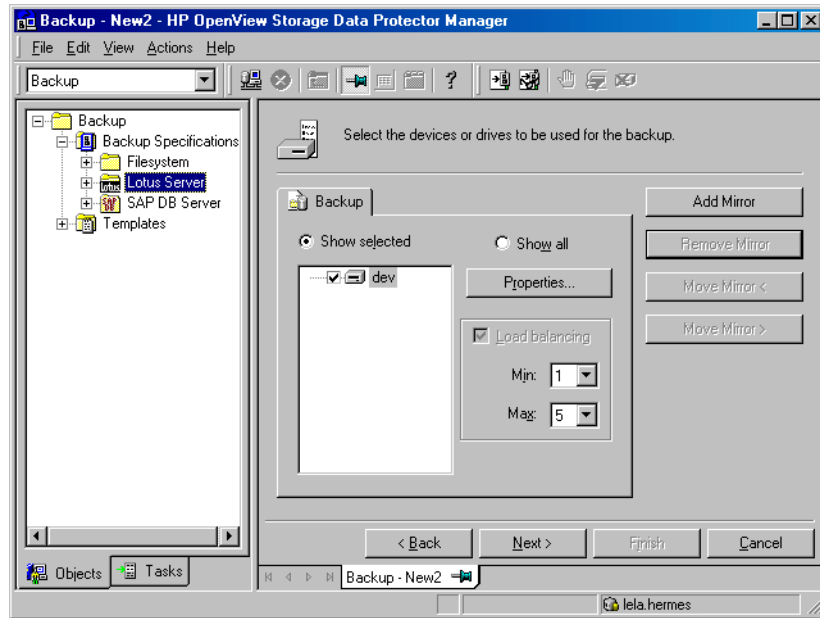 Backup - New2 - HP OpenView Storage Data Protector Manager
File Edit View Actions Help
Backup
Backup
Backup Specifications
Filesystem
Lotus Server
SAP DB Server
Templates
Objects
Tasks
Select the devices or drives to be used for the backup.
Backup
Show selected
Show all
dev
Properties...
Load balancing
Min: 1
Max: 5
Add Mirror
Remove Mirror
Move Mirror <
Move Mirror >
< Back
Next >
Finish
Cancel
Backup - New2
lela.hermes